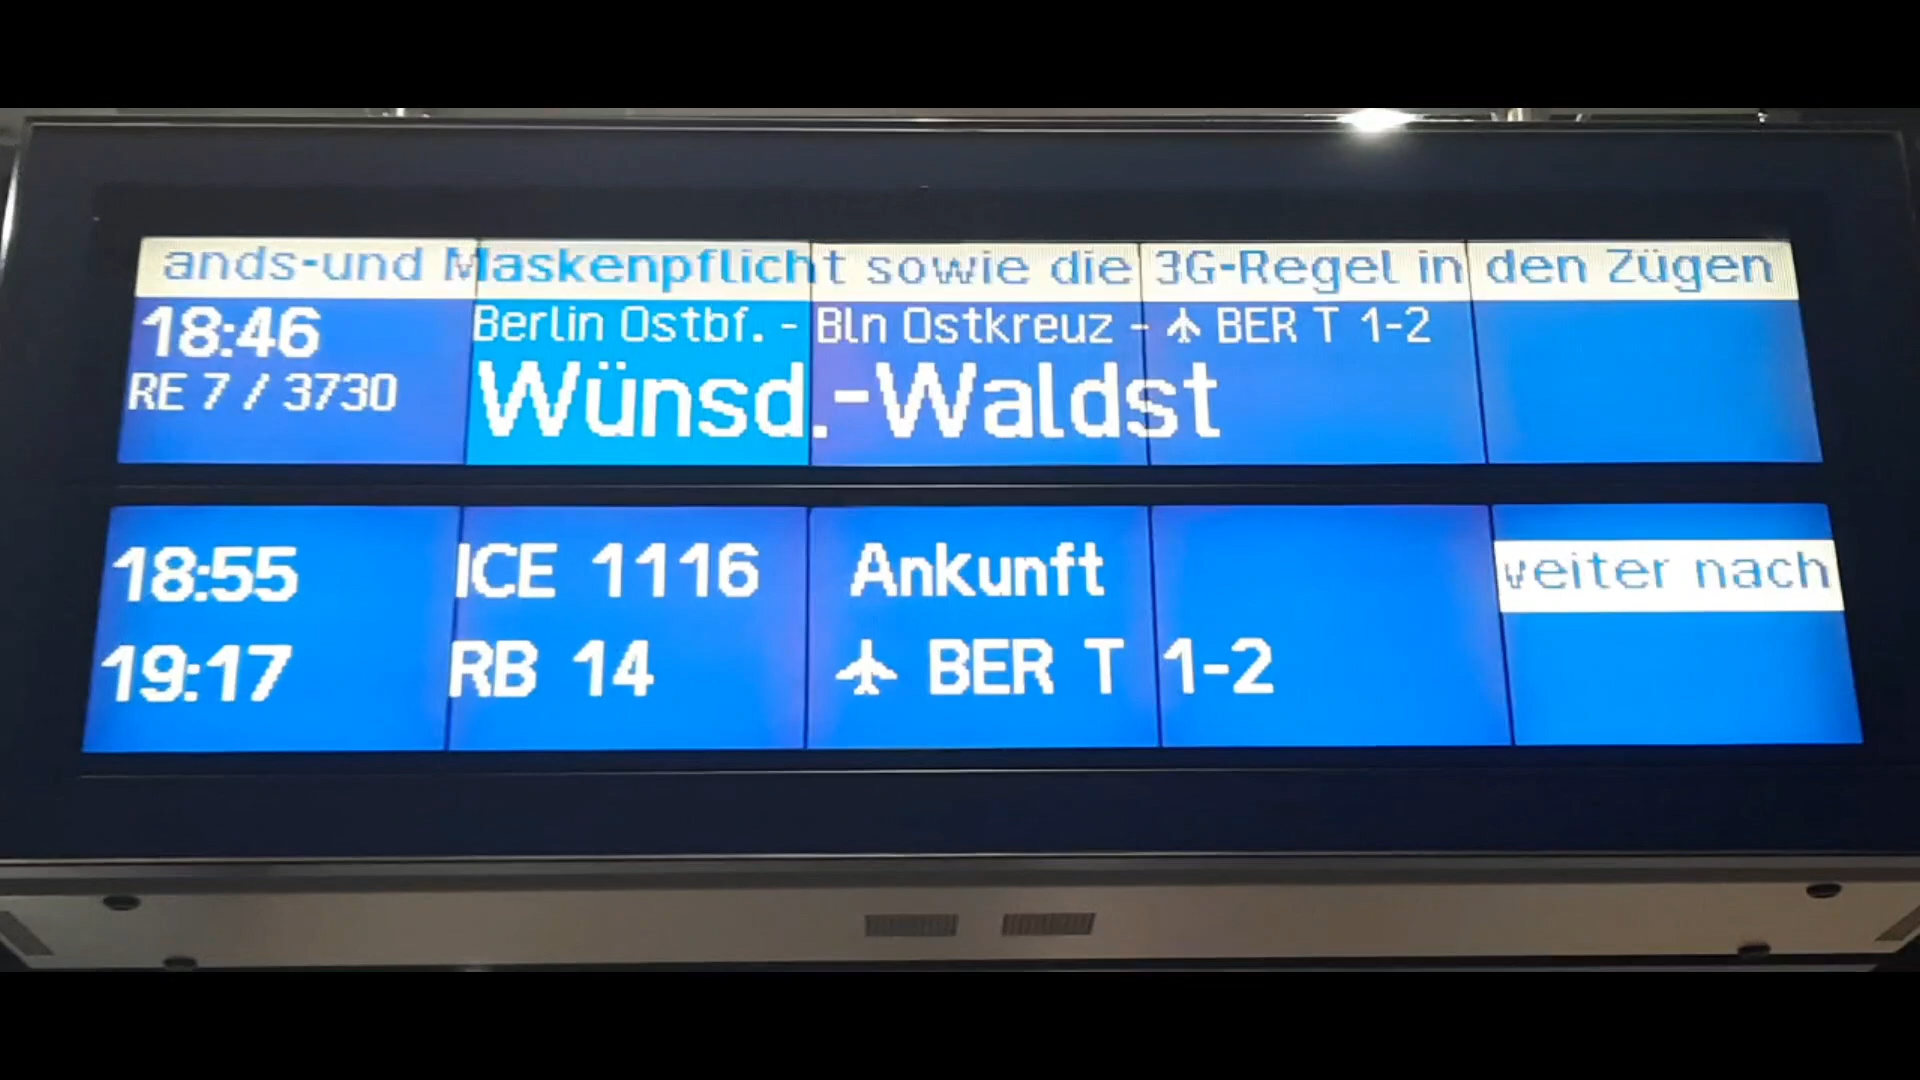 ands-und Maskenpflicht sowie die 3G-Regel in den Zügen
18:46 Berlin Ostbf. - Bln Ostkreuz - ✈ BER T 1-2
RE 7 / 3730 Wünsd.-Waldst
18:55 ICE 1116 Ankunft weiter nach
19:17 RB 14 ✈ BER T 1-2